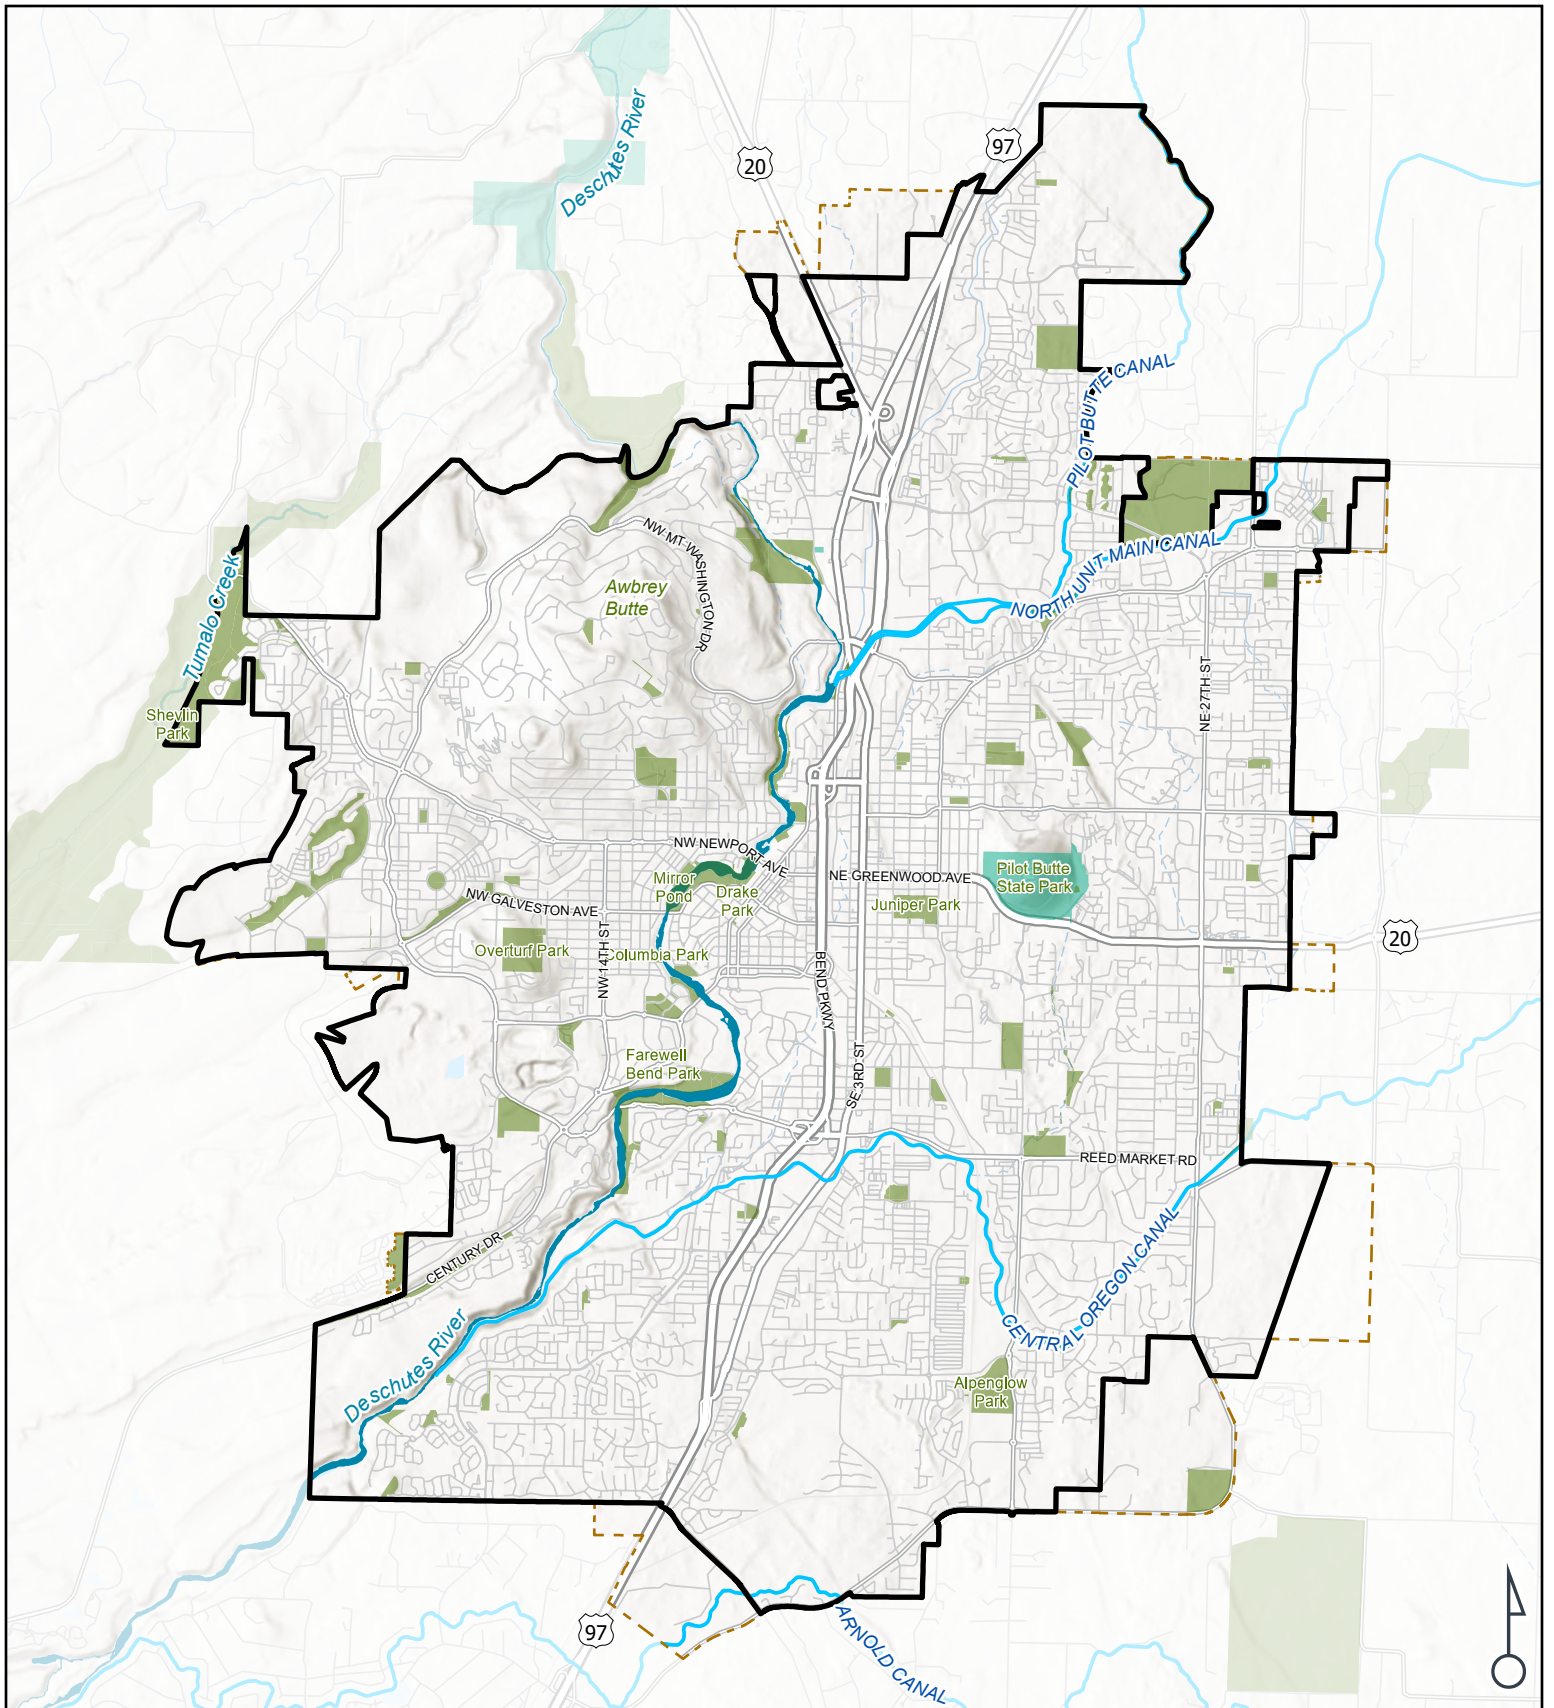 Deschutes River
20
97
PILOT BUTTE CANAL
NORTH UNIT MAIN CANAL
NW MT WASHINGTON DR
Awbrey
Butte
Tumalo Creek
Shevlin
Park
NE 27TH ST
NW NEWPORT AVE
Mirror
Pond
Drake
Park
NE GREENWOOD AVE
Pilot Butte
State Park
Juniper Park
NW GALVESTON AVE
Overturf Park
NW 14TH ST
Columbia Park
20
BEND PKWY
SE 3RD ST
Farewell
Bend Park
REED MARKET RD
CENTURY DR
CENTRAL OREGON CANAL
Deschutes River
Alpenglow
Park
97
ARNOLD CANAL